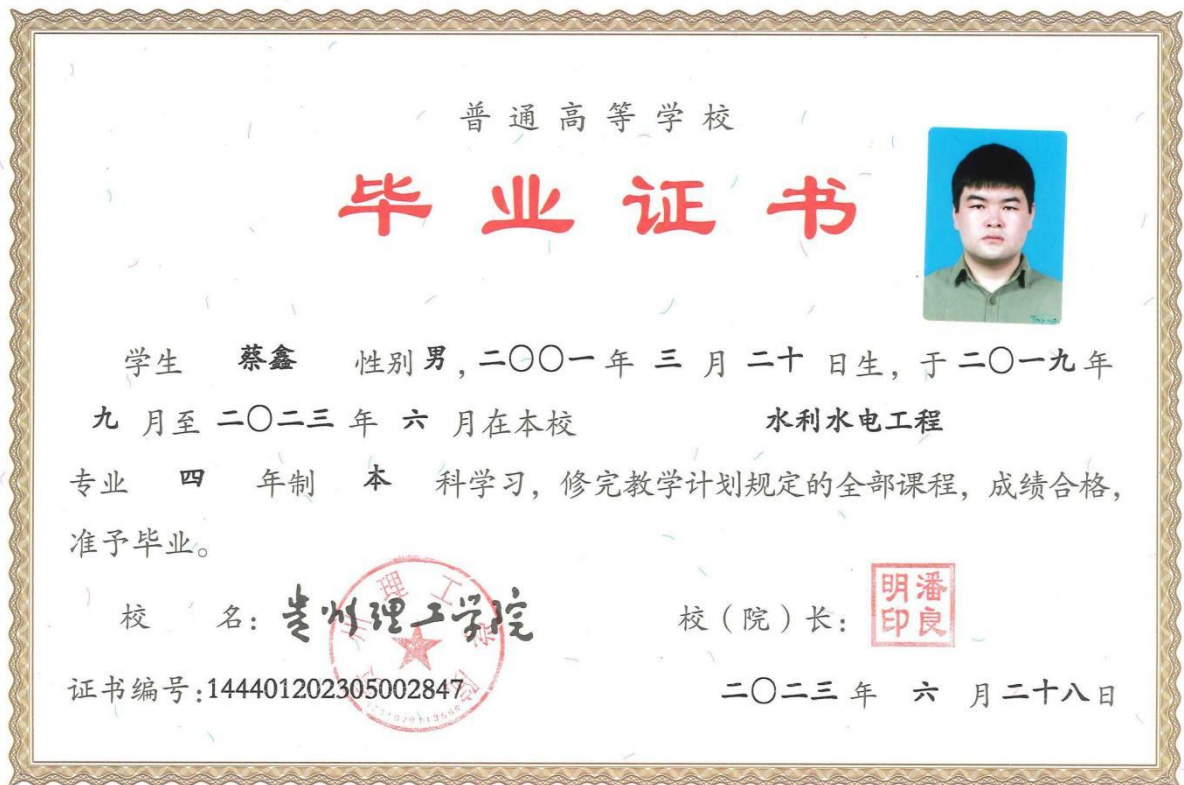 普通高等学校
毕业证书
学生 蔡鑫 性别 男，二〇〇一年 三 月 二十 日生，于二〇一九年
九 月至 二〇二三 年 六 月在本校 水利水电工程
专业 四 年制 本 科学习，修完教学计划规定的全部课程，成绩合格，
准予毕业。
校 名：贵州理工学院 校（院）长：潘良明印
证书编号：144401202305002847 二〇二三 年 六 月二十八日